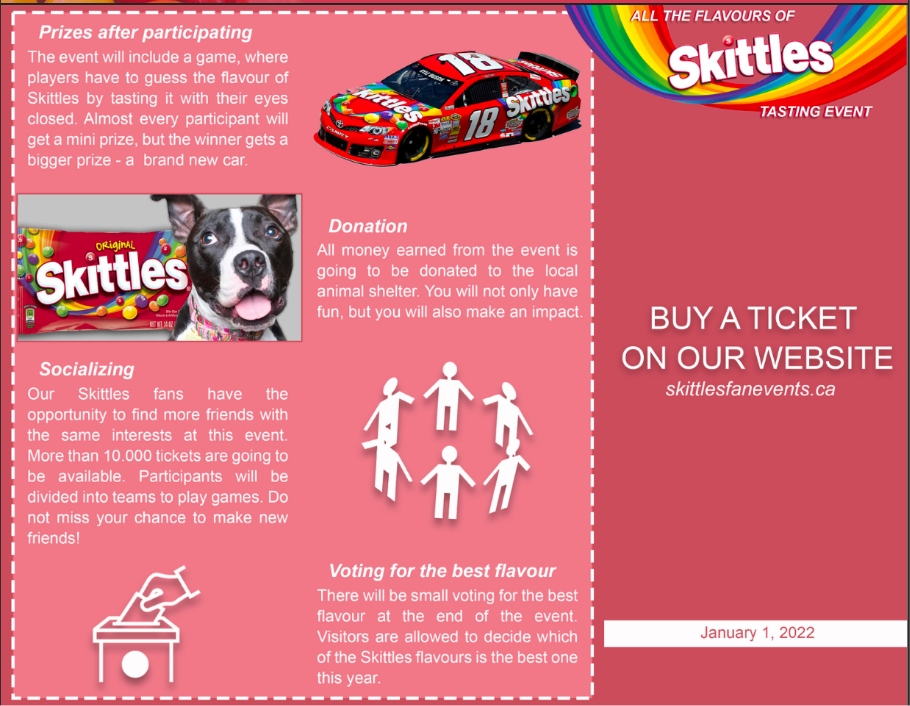 Prizes after participating
The event will include a game, where
players have to guess the flavour of
Skittles by tasting it with their eyes
closed. Almost every participant will
get a mini prize, but the winner gets a
bigger prize - a brand new car.
18
Skittles
18
Skittles
CAMRY
ORIGINAL
Skittles
Donation
All money earned from the event is
going to be donated to the local
animal shelter. You will not only have
fun, but you will also make an impact.
Socializing
Our Skittles fans have the
opportunity to find more friends with
the same interests at this event.
More than 10.000 tickets are going to
be available. Participants will be
divided into teams to play games. Do
not miss your chance to make new
friends!
Voting for the best flavour
There will be small voting for the best
flavour at the end of the event.
Visitors are allowed to decide which
of the Skittles flavours is the best one
this year.
ALL THE FLAVOURS OF
Skittles
TASTING EVENT
BUY A TICKET
ON OUR WEBSITE
skittlesfanevents.ca
January 1, 2022